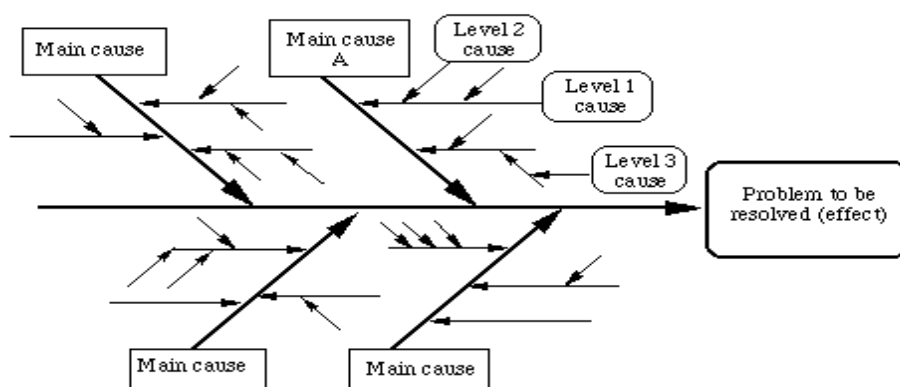 Main cause
Main cause
A
Level 2
cause
Level 1
cause
Level 3
cause
Problem to be
resolved (effect)
Main cause
Main cause